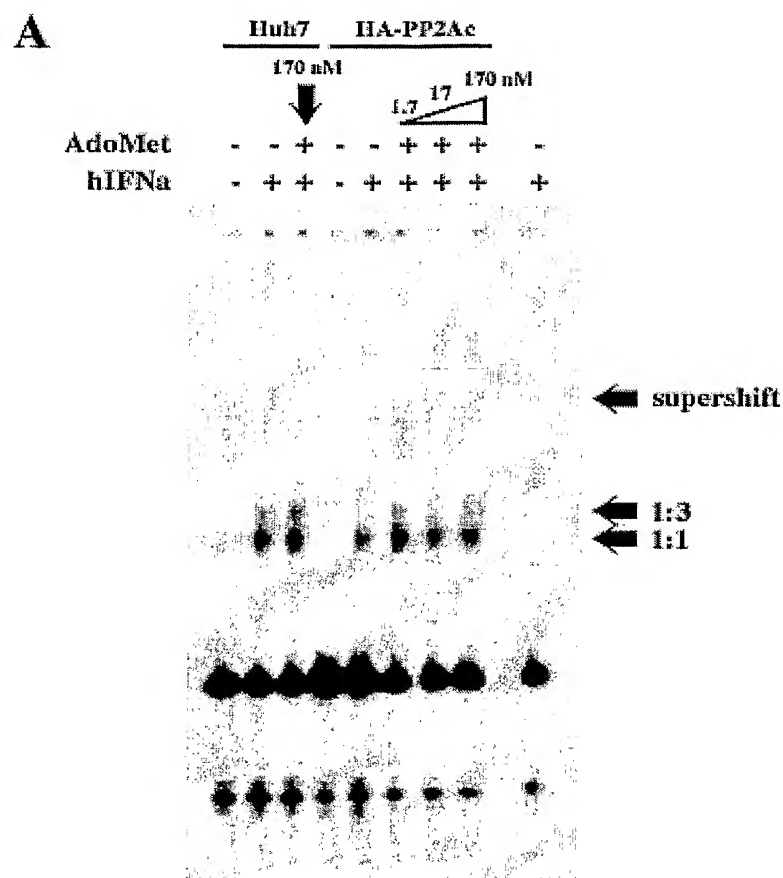 A
Huh7 HA-PP2Ac
170 nM
1.7 17 170 nM
AdoMet - - + - - + + + -
hIFNa - + + - + + + + +
supershift
1:3
1:1